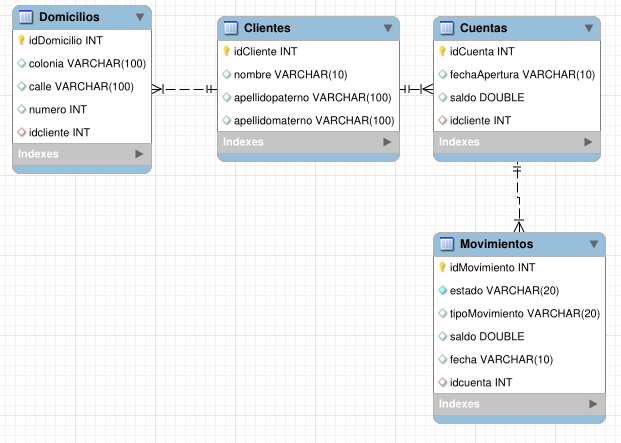 Domicilios
idDomicilio INT
colonia VARCHAR(100)
calle VARCHAR(100)
numero INT
idcliente INT
Indexes
Clientes
idCliente INT
nombre VARCHAR(10)
apellidopaterno VARCHAR(100)
apellidomaterno VARCHAR(100)
Indexes
Cuentas
idCuenta INT
fechaApertura VARCHAR(10)
saldo DOUBLE
idcliente INT
Indexes
Movimientos
idMovimiento INT
estado VARCHAR(20)
tipoMovimiento VARCHAR(20)
saldo DOUBLE
fecha VARCHAR(10)
idcuenta INT
Indexes